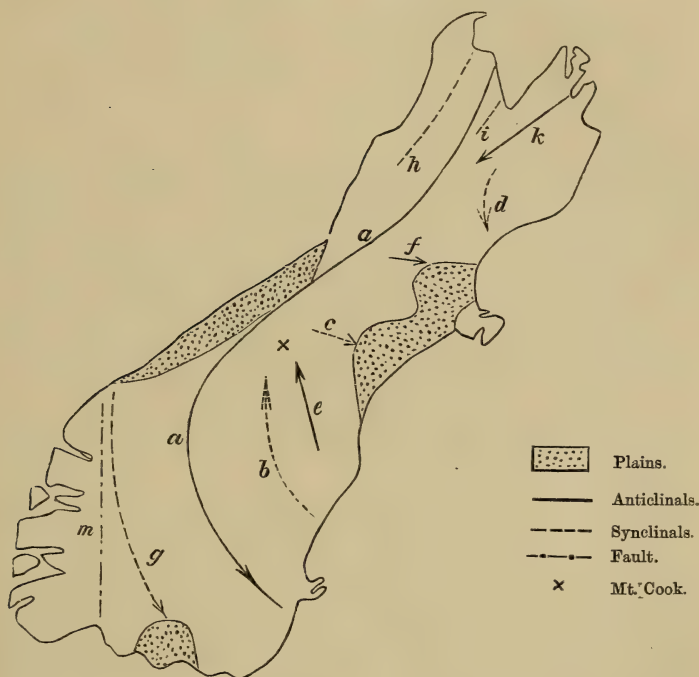 h
i
k
d
a
f
c
e
a
b
m
g
Plains.
Anticlinals.
Synclinals.
Fault.
Mt. Cook.